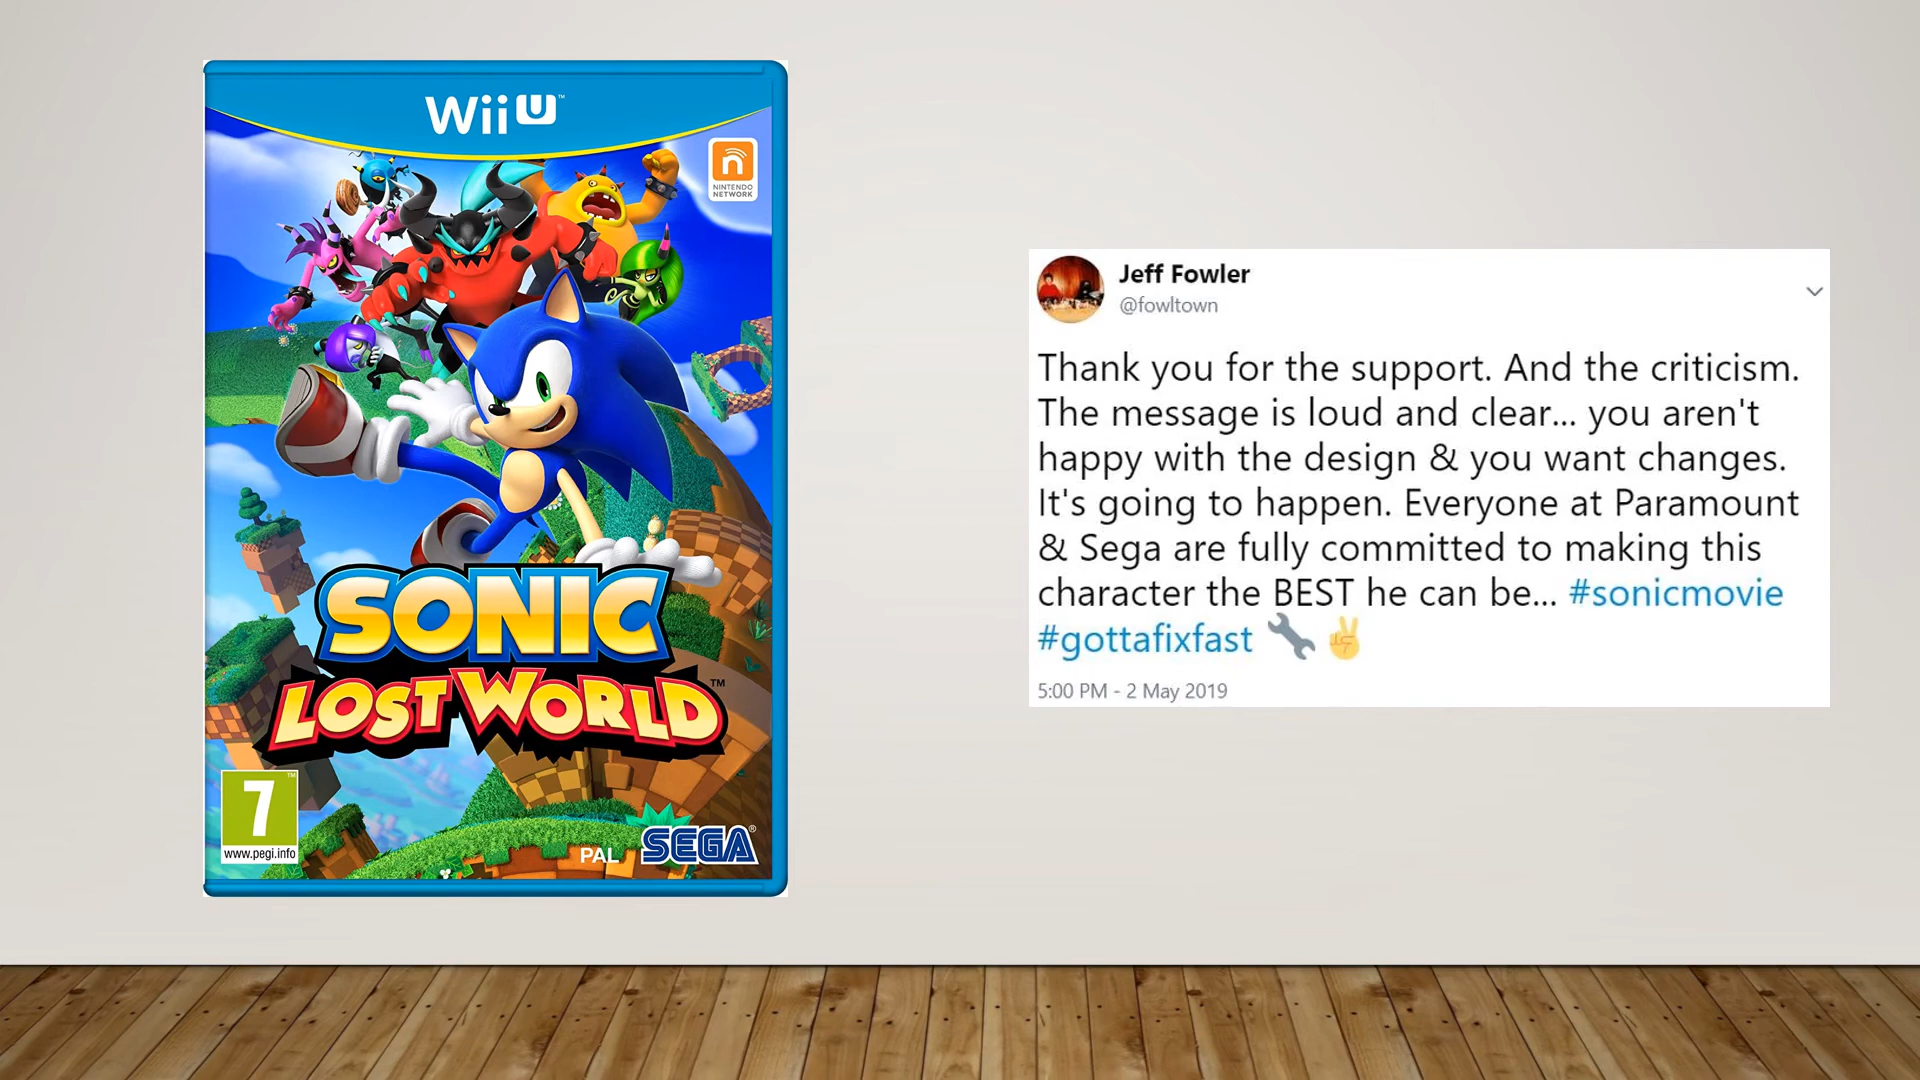 Wii U™
n
NINTENDO
NETWORK
SONIC
LOST WORLD™
7™
www.pegi.info
PAL
SEGA®
Jeff Fowler
@fowltown
Thank you for the support. And the criticism.
The message is loud and clear... you aren't
happy with the design & you want changes.
It's going to happen. Everyone at Paramount
& Sega are fully committed to making this
character the BEST he can be... #sonicmovie
#gottafixfast 🔧✌
5:00 PM - 2 May 2019